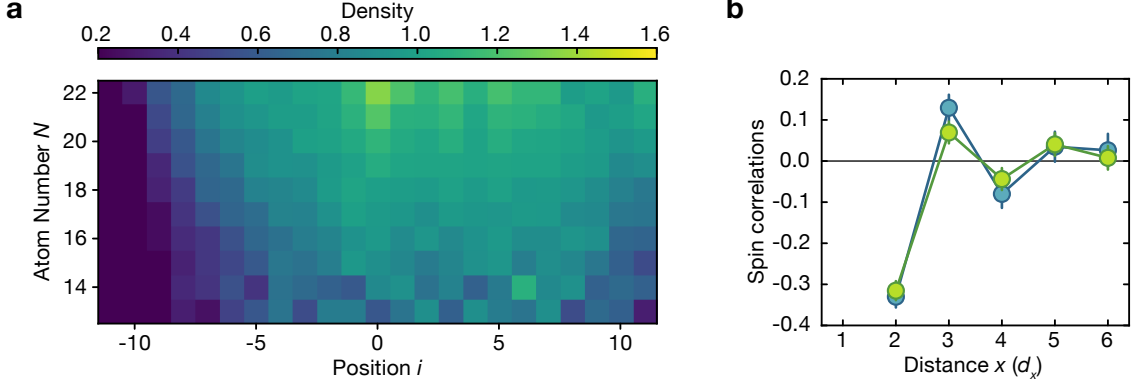 a
Density
0.2 0.4 0.6 0.8 1.0 1.2 1.4 1.6
Atom Number N
22
20
18
16
14
-10 -5 0 5 10
Position i
b
Spin correlations
0.2
0.1
0.0
-0.1
-0.2
-0.3
-0.4
1 2 3 4 5 6
Distance x (dx)